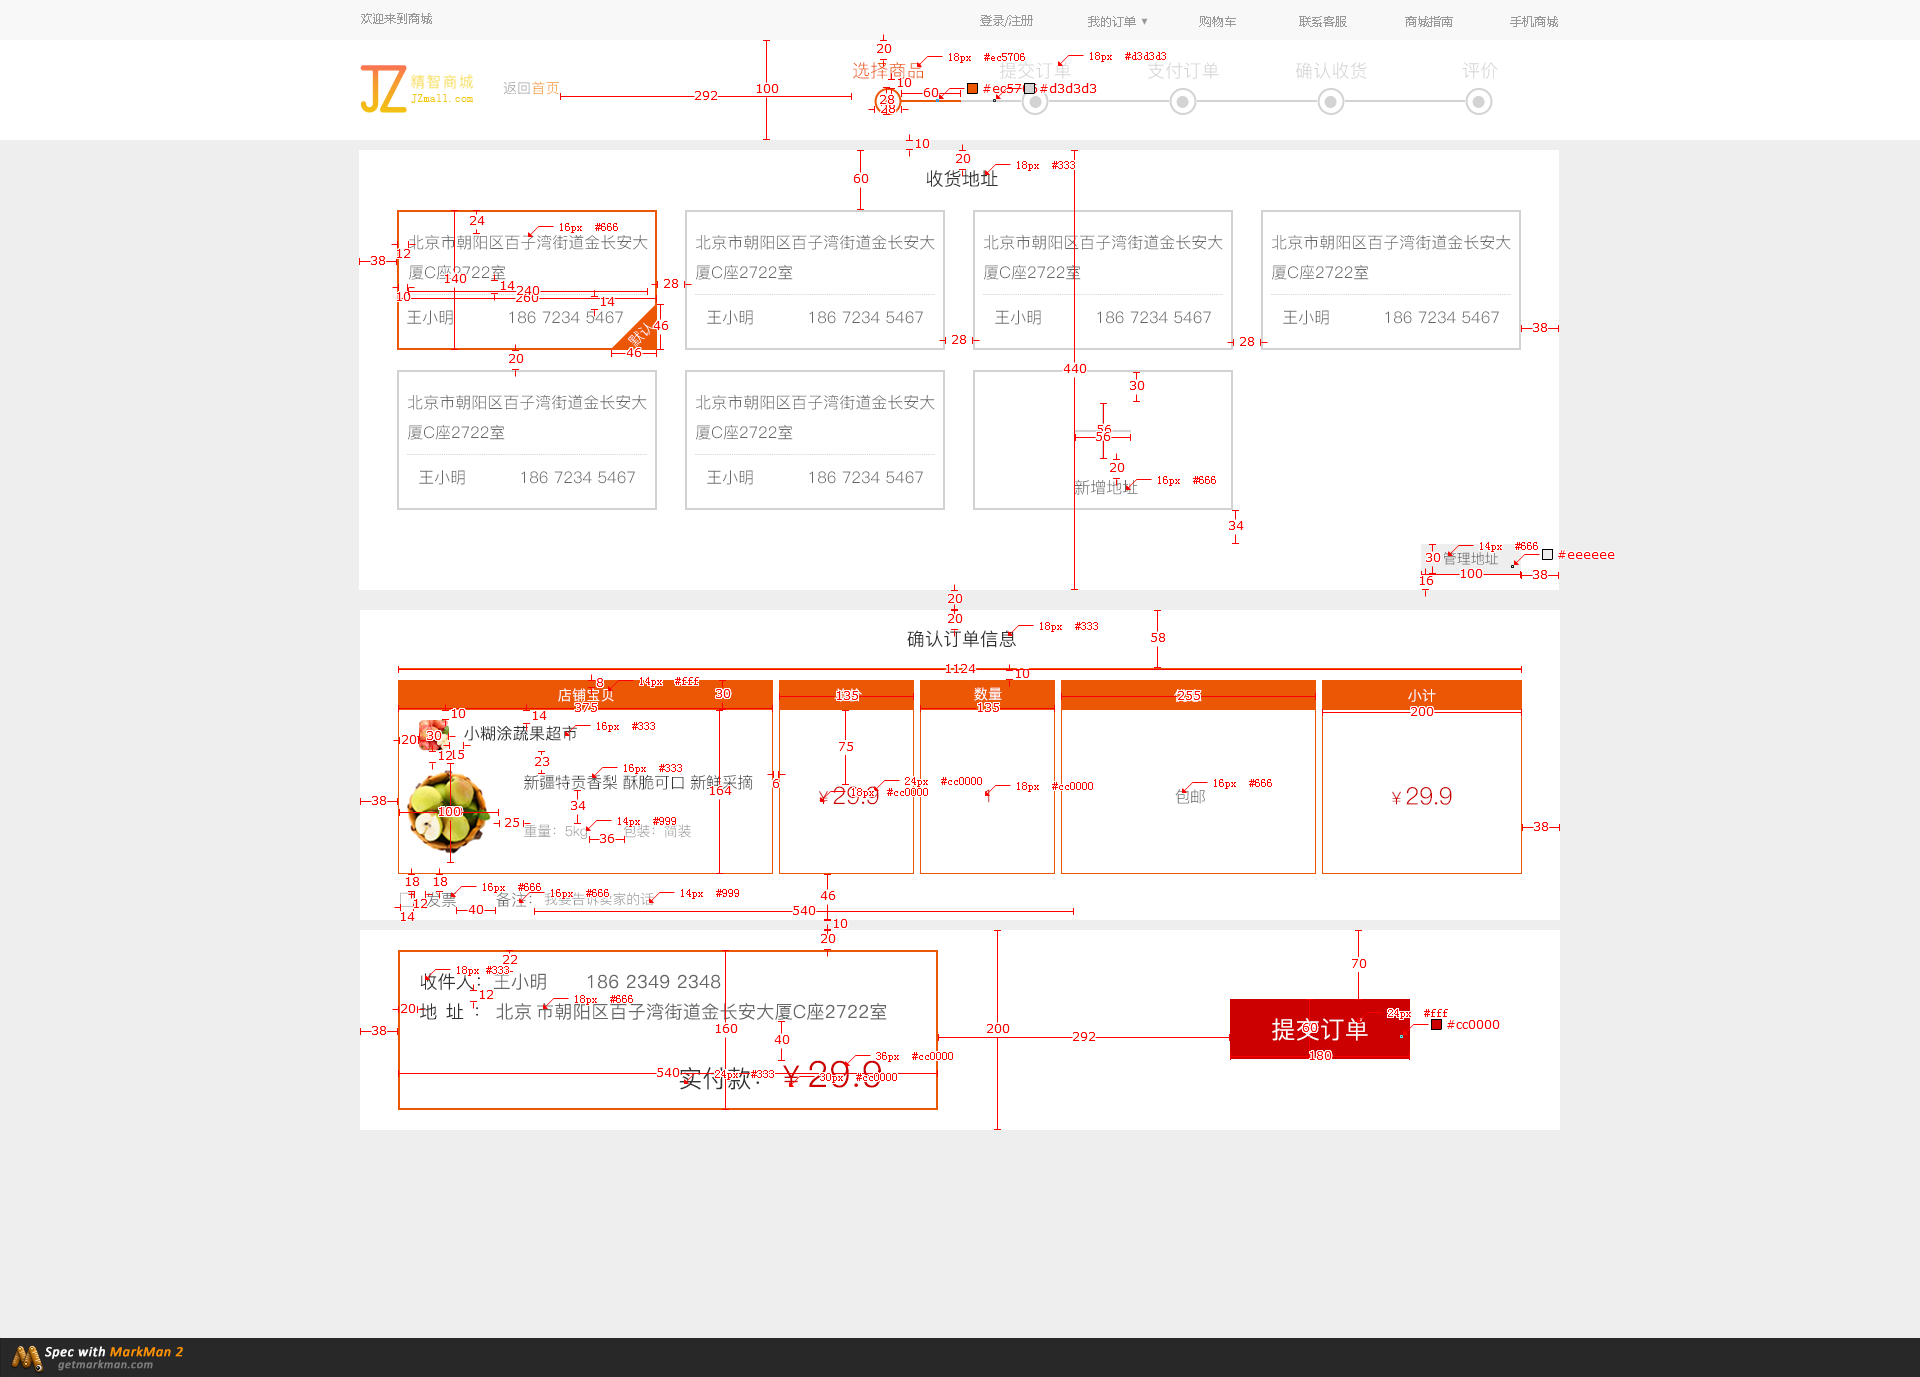 欢迎来到商城
登录/注册 我的订单 ▼ 购物车 联系客服 商城指南 手机商城
精智商城
JZmall.com
返回首页
292
100
20
18px #ec5706
18px #d3d3d3
选择商品 提交订单 支付订单 确认收货 评价
10
60
28
28
#d3d3d3
10
20
18px #333
60
收货地址
24
16px #666
12
38
140
10
14
240
260
14
28
46
46
20
北京市朝阳区百子湾街道金长安大
厦C座2722室
王小明 186 7234 5467
默认
北京市朝阳区百子湾街道金长安大
厦C座2722室
王小明 186 7234 5467
28
北京市朝阳区百子湾街道金长安大
厦C座2722室
王小明 186 7234 5467
28
北京市朝阳区百子湾街道金长安大
厦C座2722室
王小明 186 7234 5467
38
440
北京市朝阳区百子湾街道金长安大
厦C座2722室
王小明 186 7234 5467
北京市朝阳区百子湾街道金长安大
厦C座2722室
王小明 186 7234 5467
30
56
56
20
新增地址
16px #666
34
14px #666
#eeeeee
30
管理地址
100
38
16
20
20
18px #333
确认订单信息
58
1124
10
8
14px #fff
30
店铺宝贝 135 数量 255 小计
375
135
200
10
14
16px #333
20
30
小糊涂蔬果超市
12
15
23
75
16px #333
新疆特贡香梨 酥脆可口 新鲜采摘
6
164
24px #cc0000
18px #cc0000
¥29.9
18px #cc0000
1
16px #666
包邮
¥29.9
38
100
34
25
14px #999
重量：5kg 包装：简装
36
38
18
18
16px #666
16px #666
14px #999
发票 备注：我要告诉卖家的话
12
14
40
540
46
10
20
22
18px #333
收件人：王小明 186 2349 2348
12
18px #666
20
地 址 ：北京 市朝阳区百子湾街道金长安大厦C座2722室
38
160
40
36px #cc0000
540
实付款：¥29.9
24px #333
30px #cc0000
200
292
70
24px #fff
#cc0000
提交订单
60
180
Spec with MarkMan 2
getmarkman.com